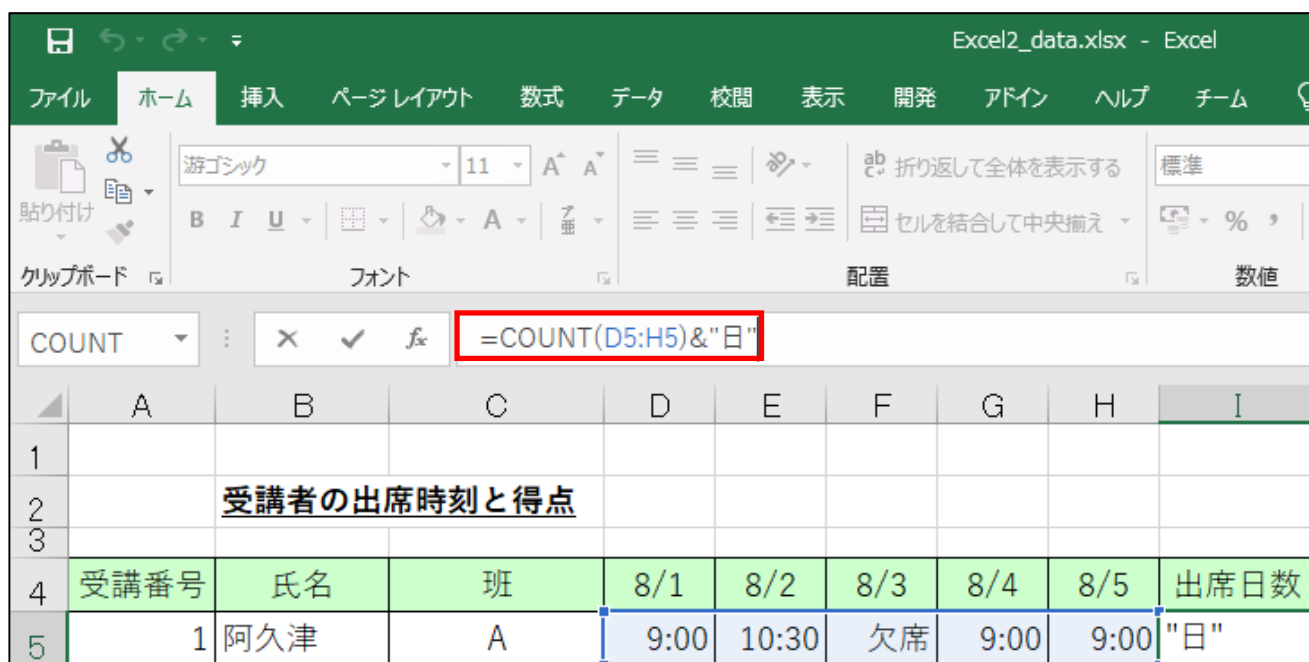 Excel2_data.xlsx - Excel
ファイル ホーム 挿入 ページ レイアウト 数式 データ 校閲 表示 開発 アドイン ヘルプ チーム
貼り付け 游ゴシック 11 A A ab 折り返して全体を表示する 標準
B I U A ア亜 セルを結合して中央揃え % ,
クリップボード フォント 配置 数値
COUNT fx =COUNT(D5:H5)&"日"
A B C D E F G H I
1
2 受講者の出席時刻と得点
3
4 受講番号 氏名 班 8/1 8/2 8/3 8/4 8/5 出席日数
5 1 阿久津 A 9:00 10:30 欠席 9:00 9:00 "日"